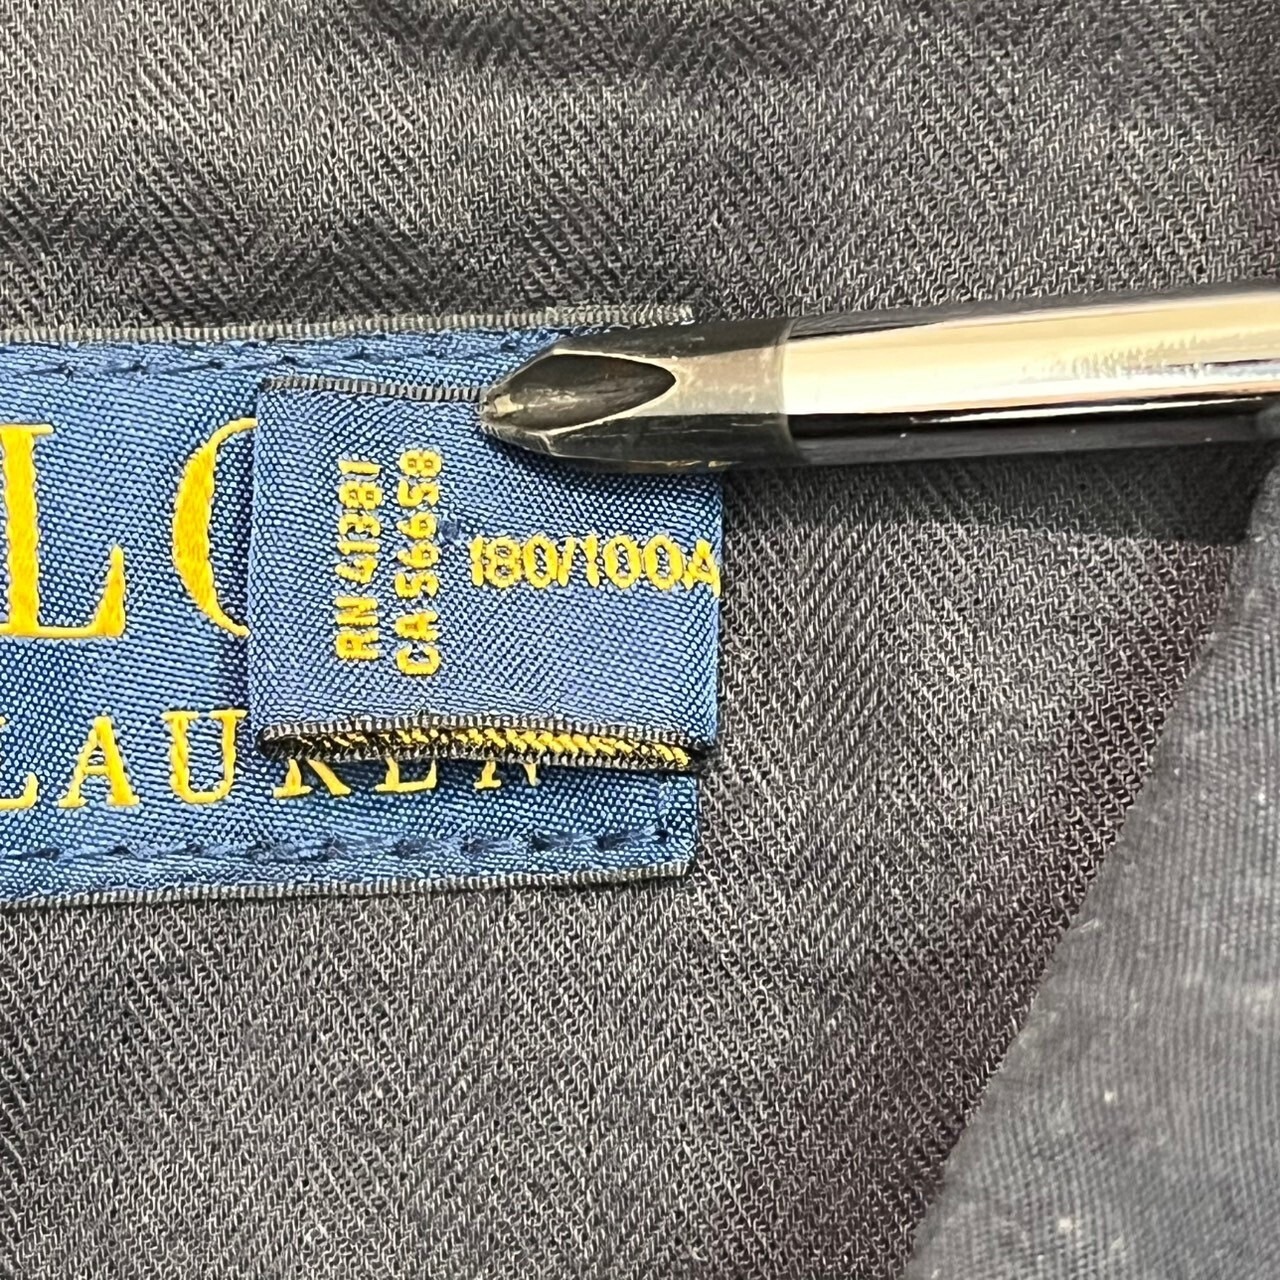 LO
LAUREN
RN 41381
CA 56658
180/100A